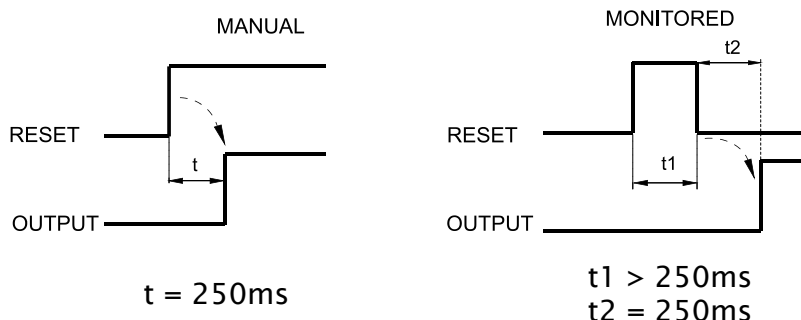 MANUAL
RESET
t
OUTPUT
t = 250ms
MONITORED
t2
RESET
t1
OUTPUT
t1 > 250ms
t2 = 250ms